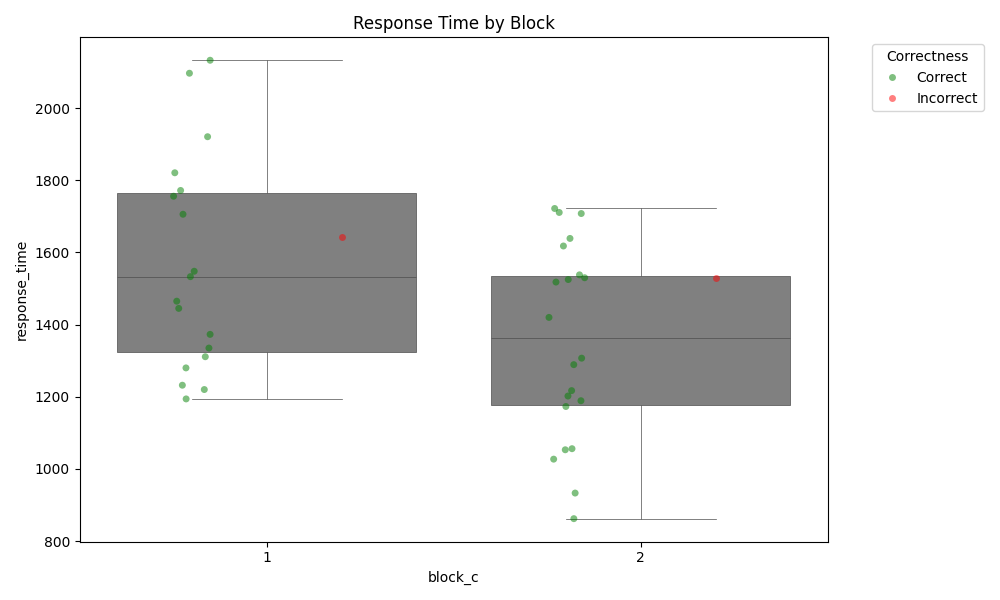 Response Time by Block
Correctness
Correct
Incorrect
2000
1800
1600
1400
1200
1000
800
response_time
1
2
block_c